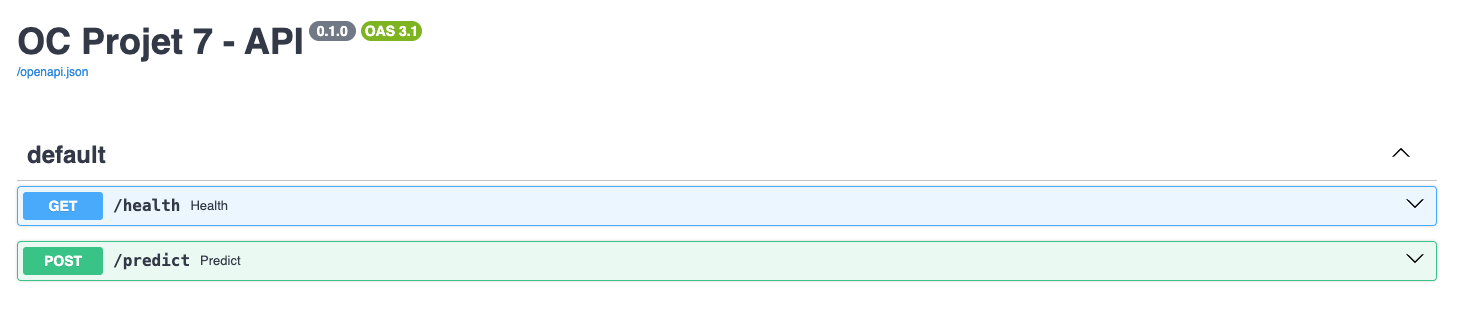 OC Projet 7 - API 0.1.0 OAS 3.1
/openapi.json
default
GET /health Health
POST /predict Predict